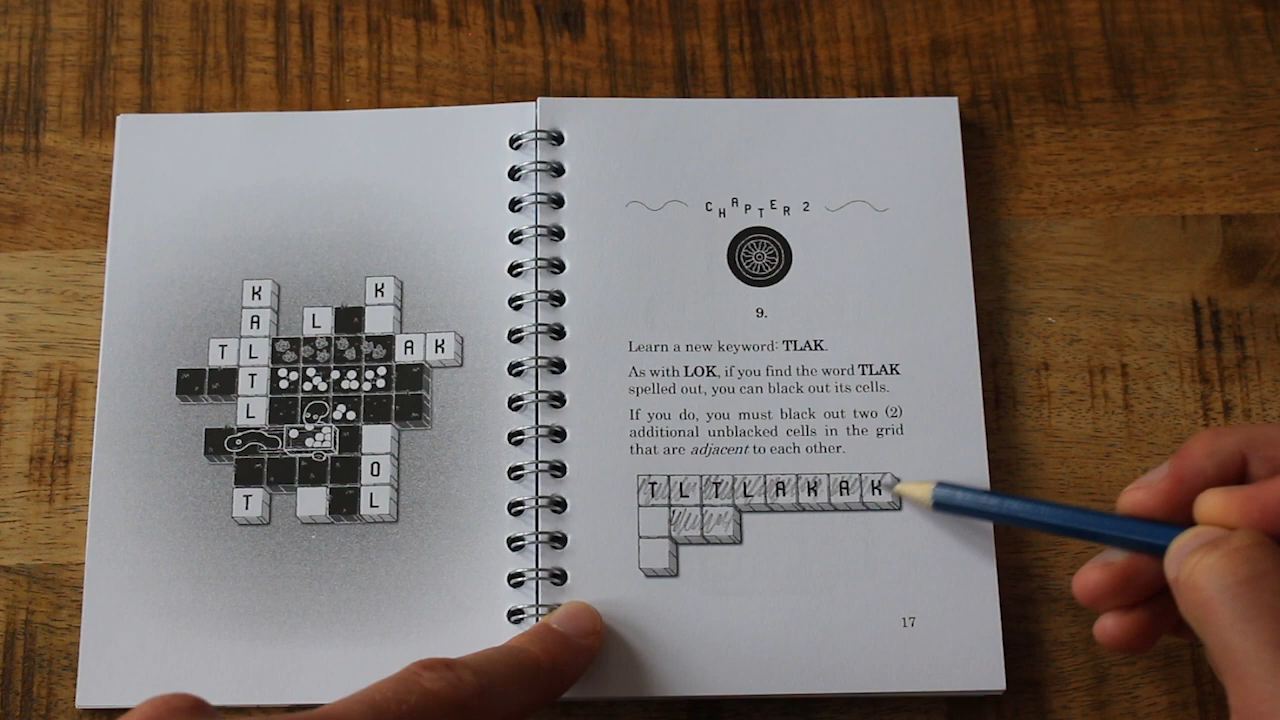 K K
A L
T L A K
T
L
O
T L
CHAPTER 2
9.
Learn a new keyword: TLAK.
As with LOK, if you find the word TLAK
spelled out, you can black out its cells.
If you do, you must black out two (2)
additional unblacked cells in the grid
that are adjacent to each other.
T L T L A K A K
17